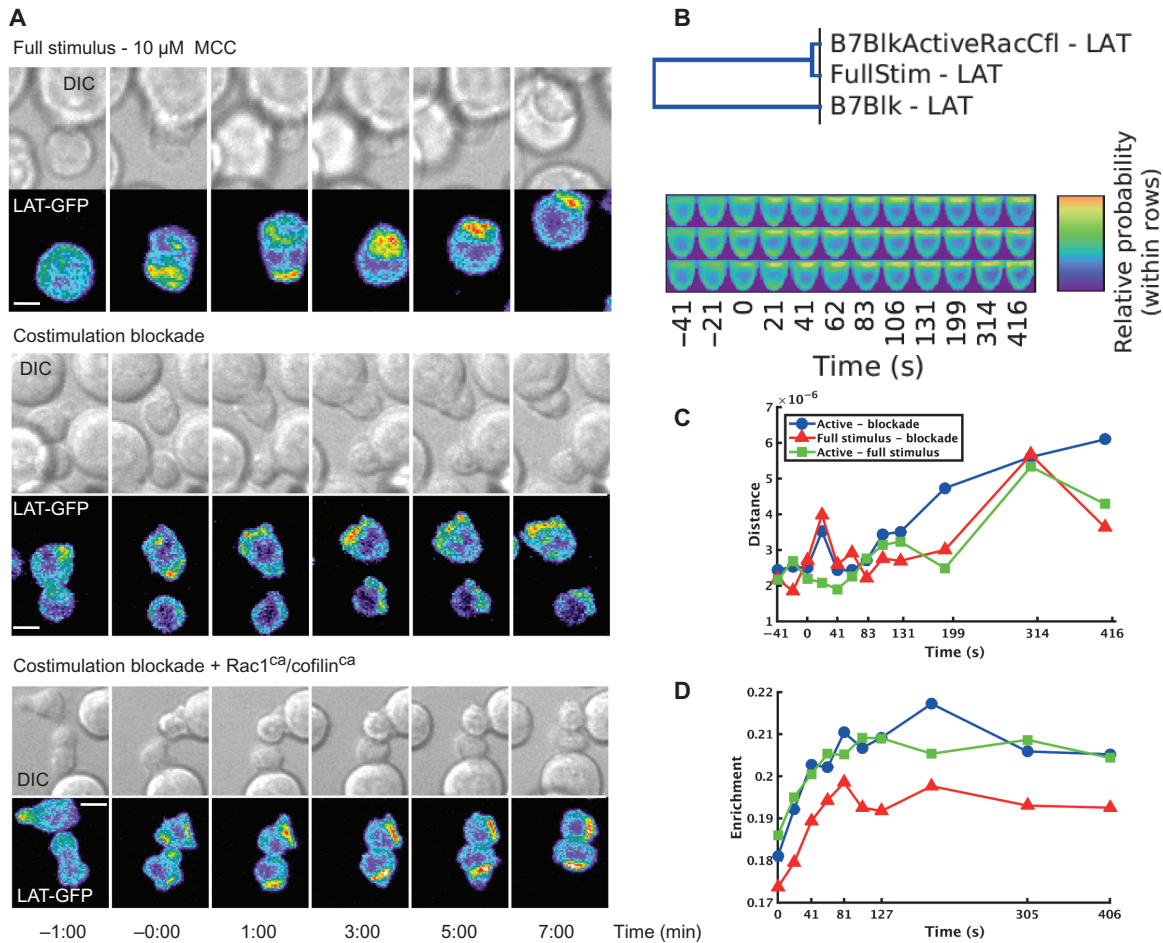 A
Full stimulus - 10 µM MCC
DIC
LAT-GFP
Costimulation blockade
DIC
LAT-GFP
Costimulation blockade + Rac1ca/cofilinca
DIC
LAT-GFP
–1:00 –0:00 1:00 3:00 5:00 7:00 Time (min)
B
B7BlkActiveRacCfl - LAT
FullStim - LAT
B7Blk - LAT
−41 −21 0 21 41 62 83 106 131 199 314 416
Time (s)
Relative probability
(within rows)
C
×10⁻⁶
7
6
5
4
3
2
1
Distance
Active – blockade
Full stimulus – blockade
Active – full stimulus
−41 0 41 83 131 199 314 416
Time (s)
D
0.22
0.21
0.2
0.19
0.18
0.17
Enrichment
0 41 81 127 305 406
Time (s)